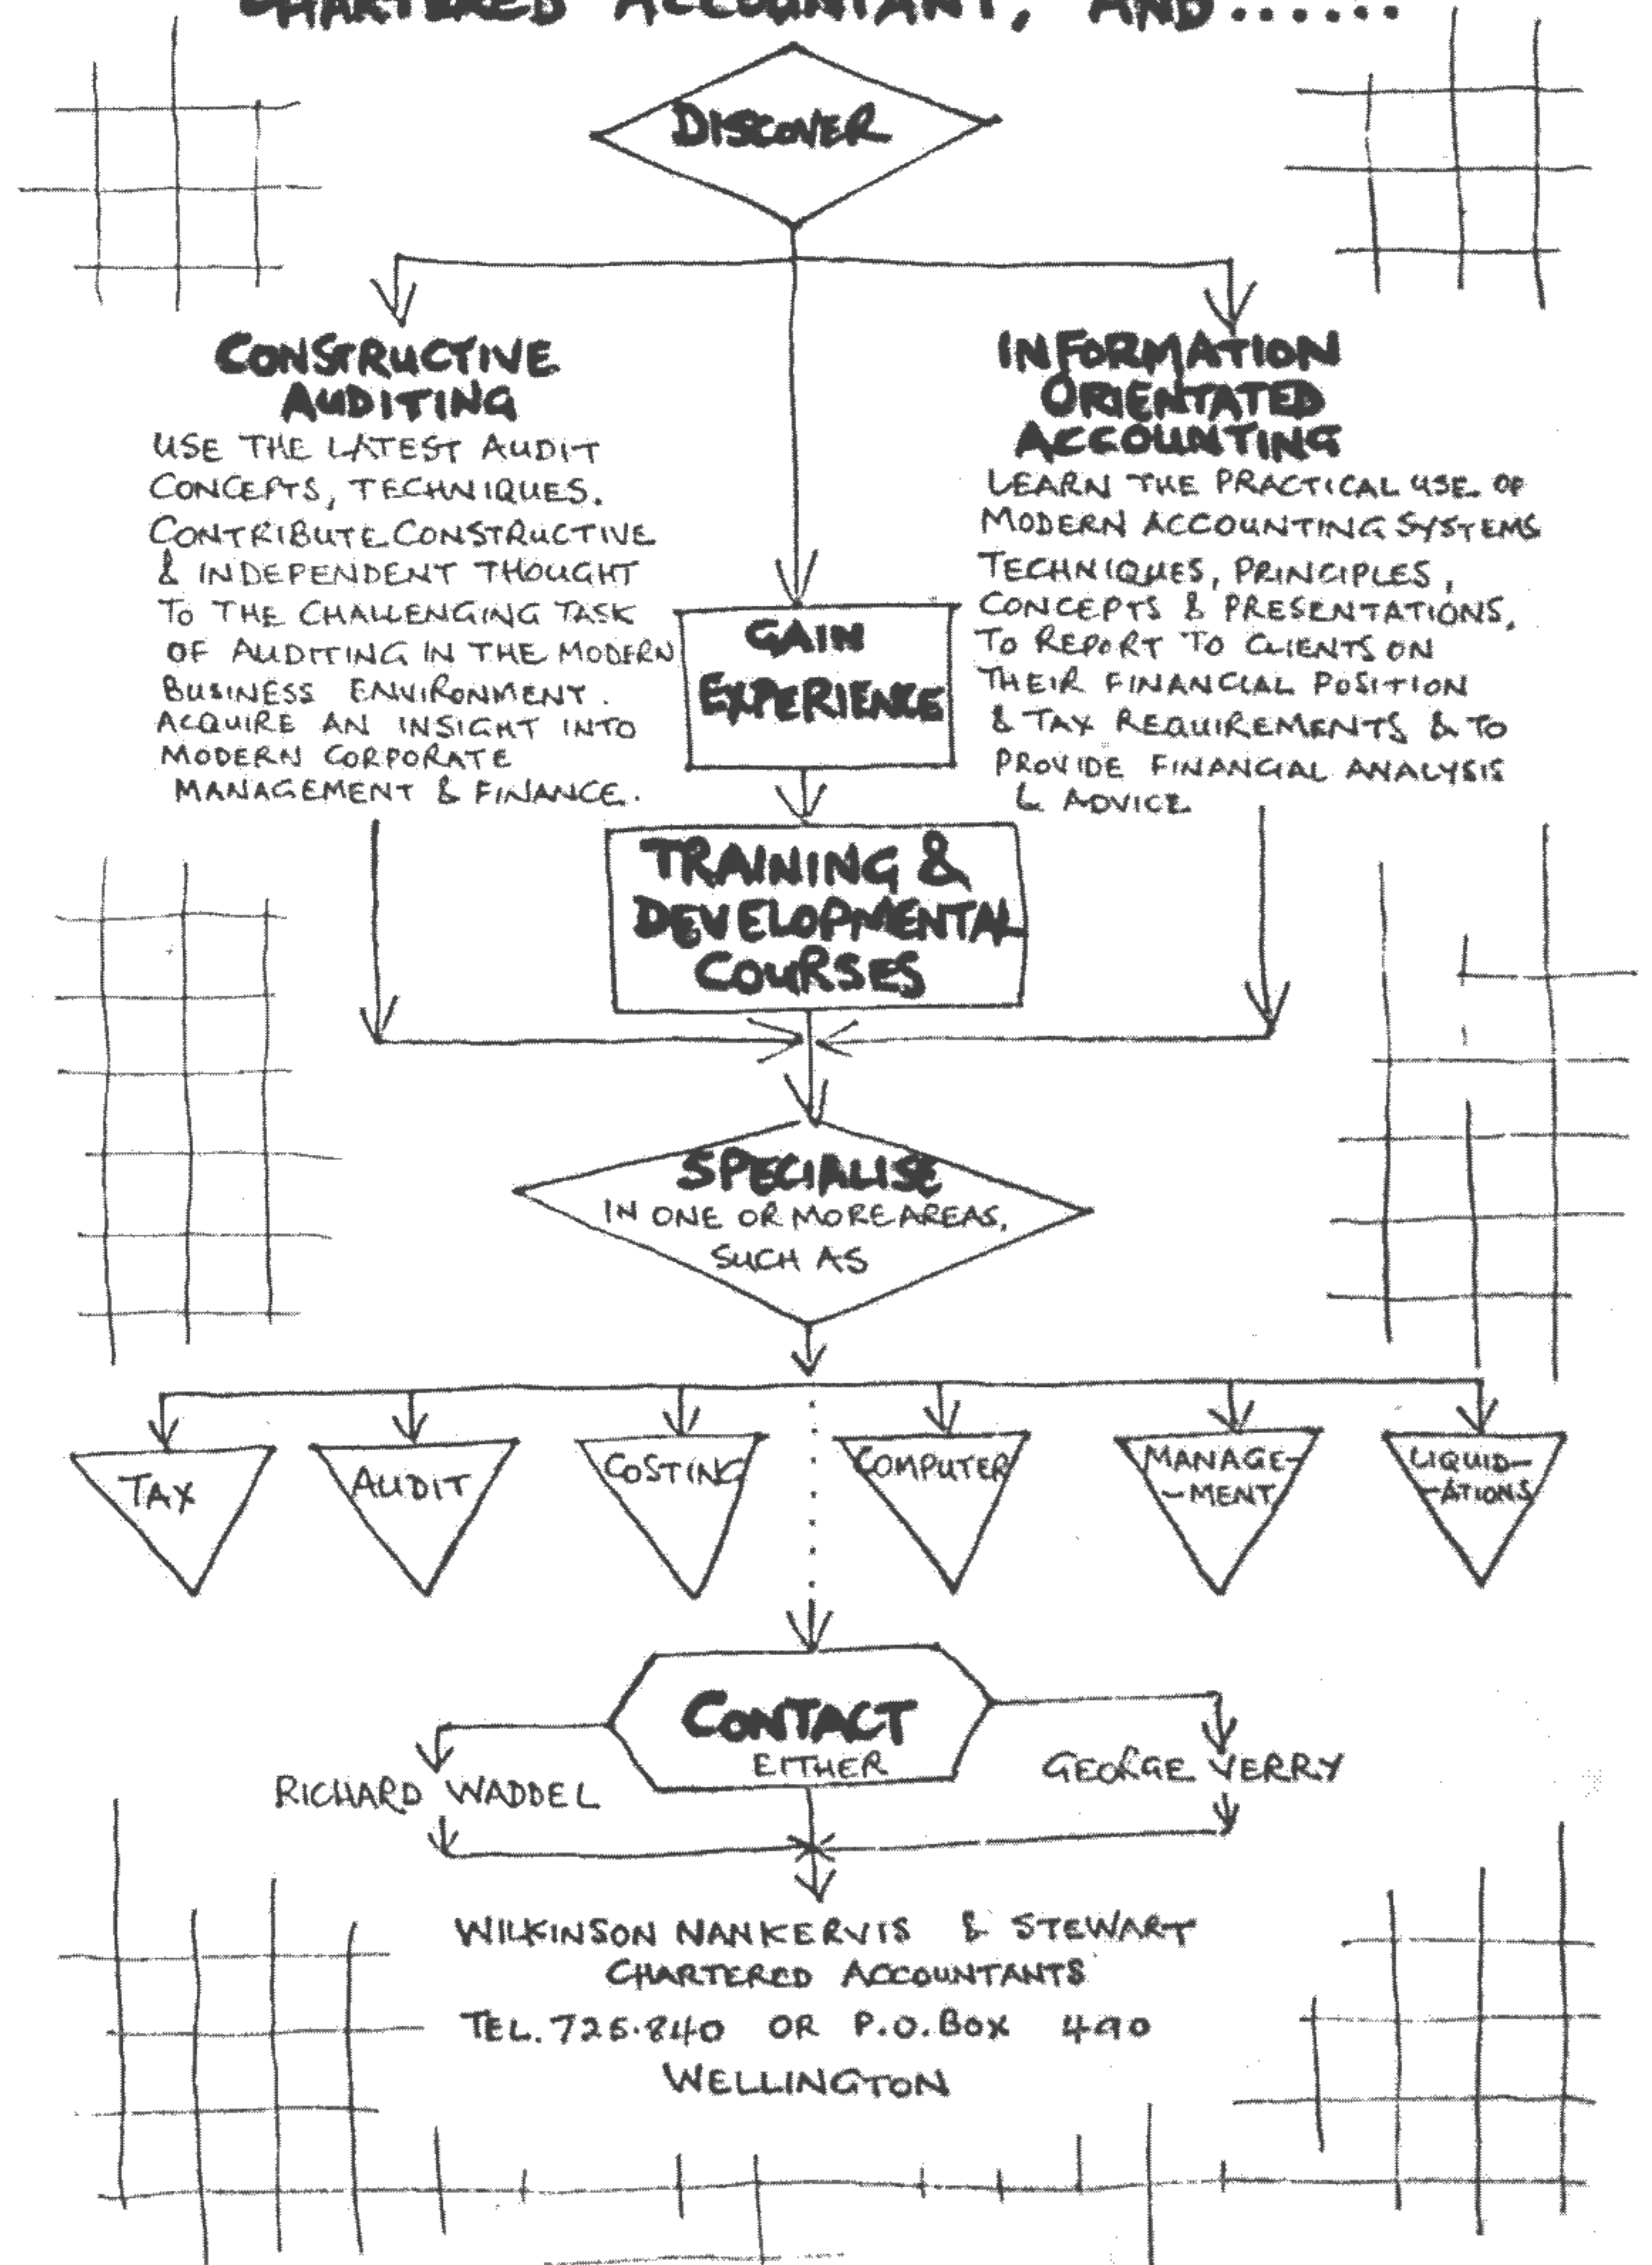 CHARTERED ACCOUNTANT, AND......
DISCOVER
CONSTRUCTIVE
AUDITING
USE THE LATEST AUDIT
CONCEPTS, TECHNIQUES.
CONTRIBUTE CONSTRUCTIVE
& INDEPENDENT THOUGHT
TO THE CHALLENGING TASK
OF AUDITING IN THE MODERN
BUSINESS ENVIRONMENT.
ACQUIRE AN INSIGHT INTO
MODERN CORPORATE
MANAGEMENT & FINANCE.
GAIN
EXPERIENCE
INFORMATION
ORIENTATED
ACCOUNTING
LEARN THE PRACTICAL USE OF
MODERN ACCOUNTING SYSTEMS
TECHNIQUES, PRINCIPLES,
CONCEPTS & PRESENTATIONS,
TO REPORT TO CLIENTS ON
THEIR FINANCIAL POSITION
& TAX REQUIREMENTS & TO
PROVIDE FINANCIAL ANALYSIS
& ADVICE
TRAINING &
DEVELOPMENTAL
COURSES
SPECIALISE
IN ONE OR MORE AREAS,
SUCH AS
TAX
AUDIT
COSTING
COMPUTER
MANAGE-
-MENT
LIQUID-
-ATIONS
CONTACT
EITHER
RICHARD WADDEL
GEORGE VERRY
WILKINSON NANKERVIS & STEWART
CHARTERED ACCOUNTANTS
TEL. 725·840 OR P.O. BOX 490
WELLINGTON